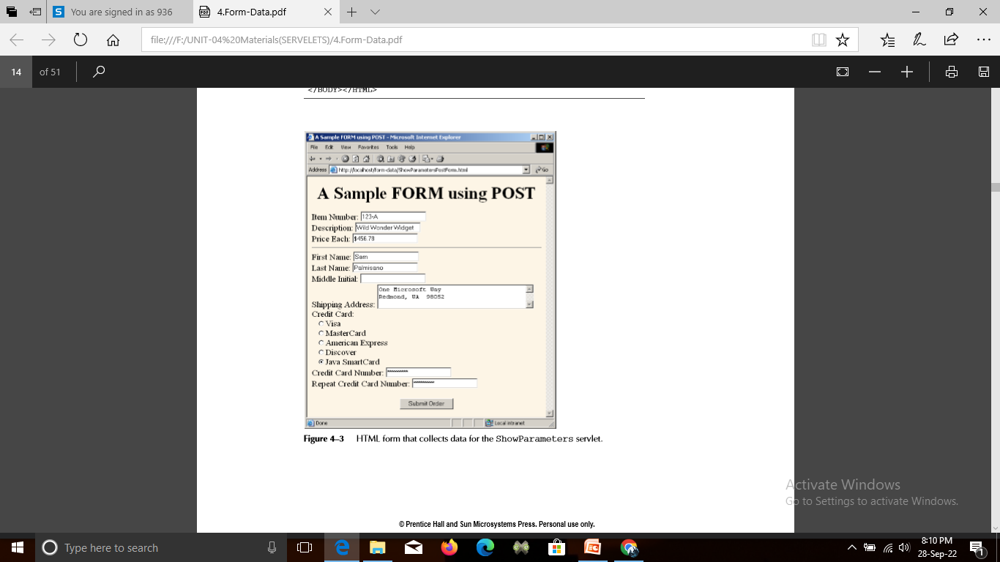 You are signed in as 936
4.Form-Data.pdf
file:///F:/UNIT-04%20Materials(SERVELETS)/4.Form-Data.pdf
14 of 51
</BODY></HTML>
A Sample FORM using POST - Microsoft Internet Explorer
File Edit View Favorites Tools Help
Address http://localhost/form-data/ShowParametersPostForm.html Go
A Sample FORM using POST
Item Number: 123-A
Description: Wild Wonder Widget
Price Each: $456.78
First Name: Sam
Last Name: Palmisano
Middle Initial:
One Microsoft Way
Redmond, WA 98052
Shipping Address:
Credit Card:
Visa
MasterCard
American Express
Discover
Java SmartCard
Credit Card Number: **********
Repeat Credit Card Number: **********
Submit Order
Done Local intranet
Figure 4–3 HTML form that collects data for the ShowParameters servlet.
Activate Windows
Go to Settings to activate Windows.
© Prentice Hall and Sun Microsystems Press. Personal use only.
Type here to search
8:10 PM
28-Sep-22
1